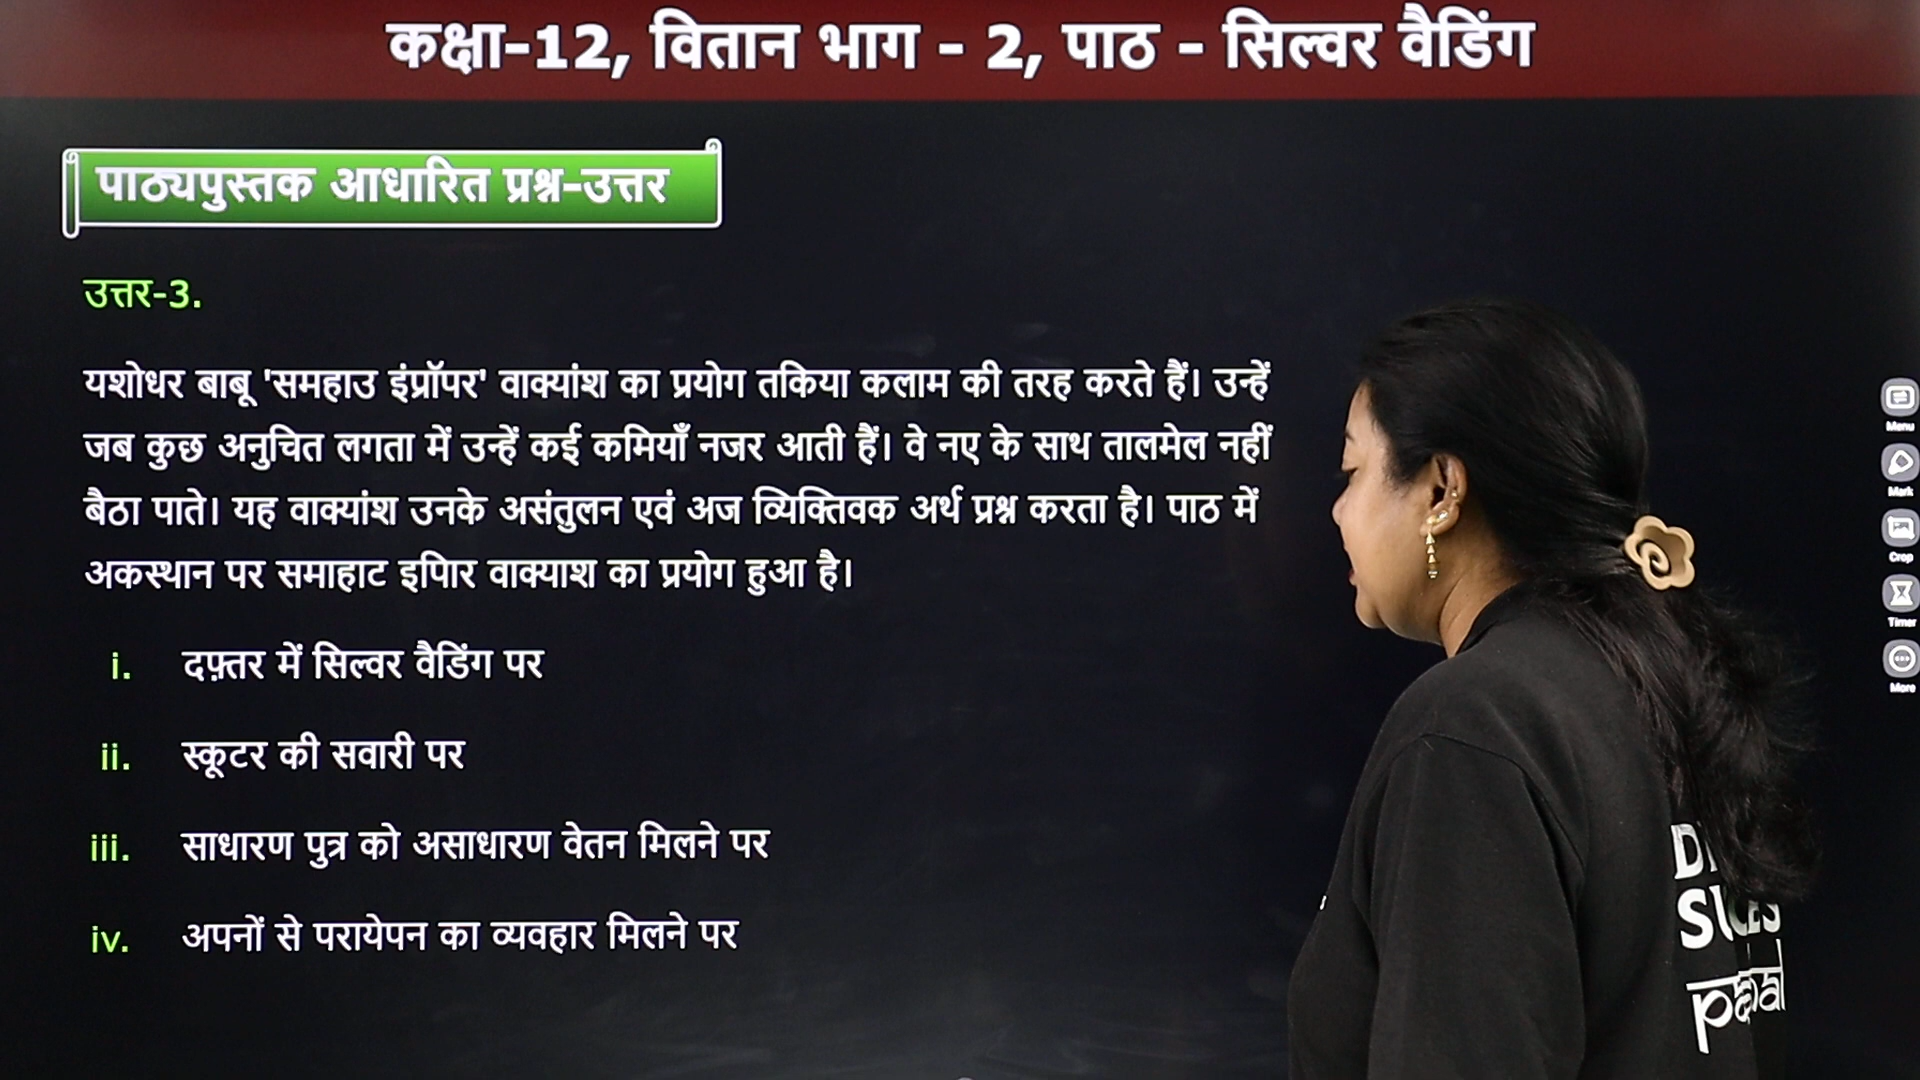 कक्षा-12, वितान भाग - 2, पाठ - सिल्वर वैडिंग
पाठ्यपुस्तक आधारित प्रश्न-उत्तर
उत्तर-3.
यशोधर बाबू 'समहाउ इंप्रॉपर' वाक्यांश का प्रयोग तकिया कलाम की तरह करते हैं। उन्हें
जब कुछ अनुचित लगता में उन्हें कई कमियाँ नजर आती हैं। वे नए के साथ तालमेल नहीं
बैठा पाते। यह वाक्यांश उनके असंतुलन एवं अज व्यिक्तिवक अर्थ प्रश्न करता है। पाठ में
अकस्थान पर समाहाट इपिार वाक्याश का प्रयोग हुआ है।
i. दफ़्तर में सिल्वर वैडिंग पर
ii. स्कूटर की सवारी पर
iii. साधारण पुत्र को असाधारण वेतन मिलने पर
iv. अपनों से परायेपन का व्यवहार मिलने पर
Menu
Mark
Crop
Timer
More